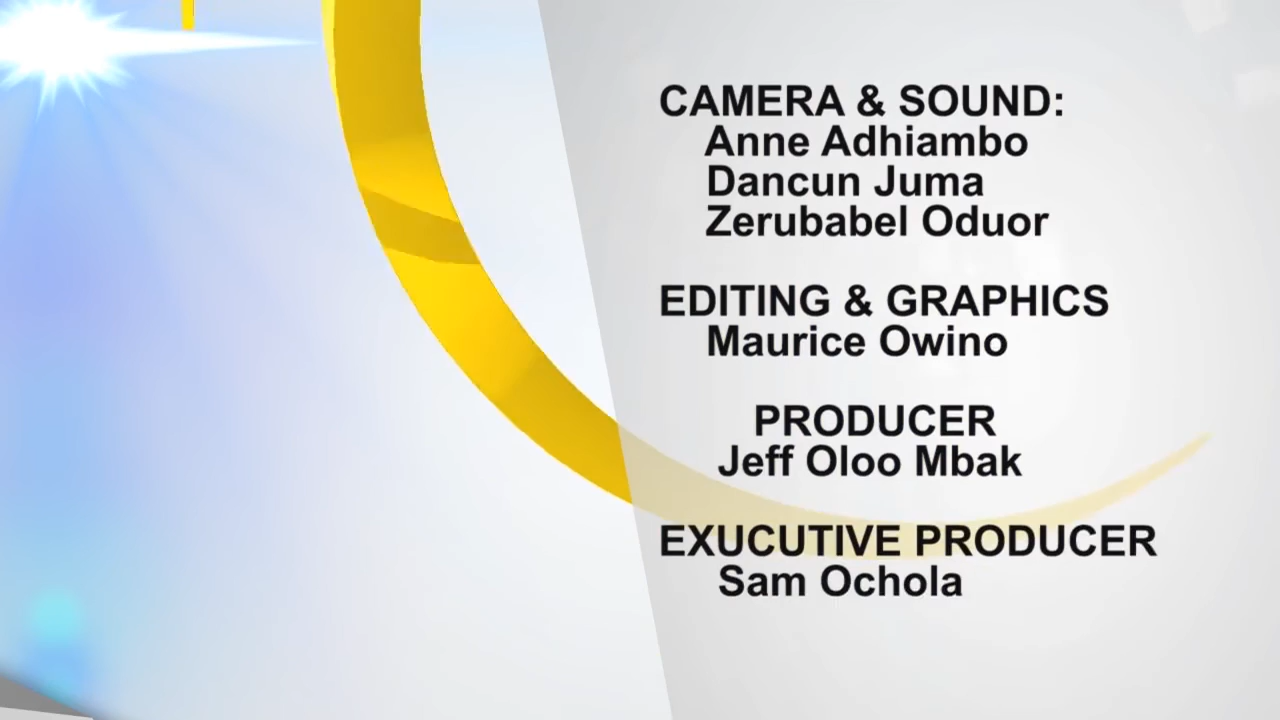 CAMERA & SOUND:
Anne Adhiambo
Dancun Juma
Zerubabel Oduor
EDITING & GRAPHICS
Maurice Owino
PRODUCER
Jeff Oloo Mbak
EXUCUTIVE PRODUCER
Sam Ochola